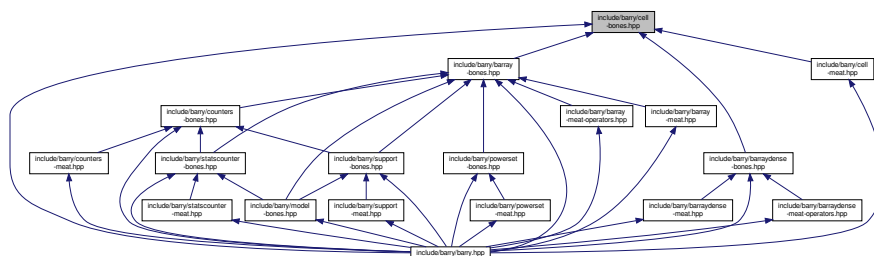 include/barry/cell
-bones.hpp
include/barry/barray
-bones.hpp
include/barry/cell
-meat.hpp
include/barry/counters
-bones.hpp
include/barry/barray
-meat-operators.hpp
include/barry/barray
-meat.hpp
include/barry/counters
-meat.hpp
include/barry/statscounter
-bones.hpp
include/barry/support
-bones.hpp
include/barry/powerset
-bones.hpp
include/barry/barraydense
-bones.hpp
include/barry/statscounter
-meat.hpp
include/barry/model
-bones.hpp
include/barry/support
-meat.hpp
include/barry/powerset
-meat.hpp
include/barry/barraydense
-meat.hpp
include/barry/barraydense
-meat-operators.hpp
include/barry/barry.hpp